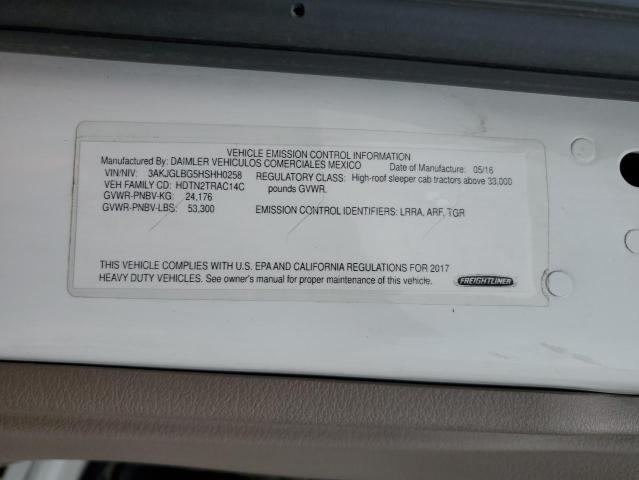 VEHICLE EMISSION CONTROL INFORMATION
Manufactured By: DAIMLER VEHICULOS COMERCIALES MEXICO Date of Manufacture: 05/16
VIN/NIV: 3AKJGLBG5HSHH0258 REGULATORY CLASS: High-roof sleeper cab tractors above 33,000
VEH FAMILY CD: HDTN2TRAC14C pounds GVWR.
GVWR-PNBV-KG: 24,176
GVWR-PNBV-LBS: 53,300 EMISSION CONTROL IDENTIFIERS: LRRA, ARF, TGR
THIS VEHICLE COMPLIES WITH U.S. EPA AND CALIFORNIA REGULATIONS FOR 2017
HEAVY DUTY VEHICLES. See owner's manual for proper maintenance of this vehicle. FREIGHTLINER